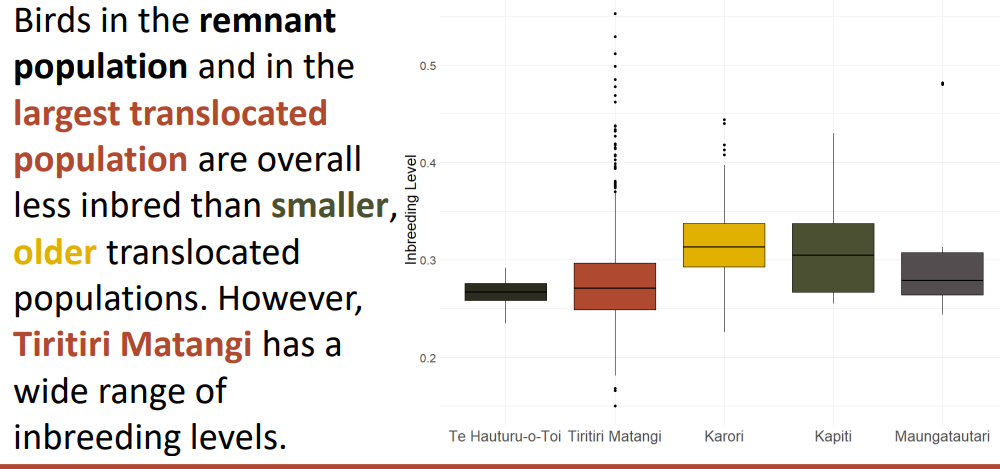 Birds in the remnant
population and in the
largest translocated
population are overall
less inbred than smaller,
older translocated
populations. However,
Tiritiri Matangi has a
wide range of
inbreeding levels.
Inbreeding Level
0.5
0.4
0.3
0.2
Te Hauturu-o-Toi Tiritiri Matangi Karori Kapiti Maungatautari